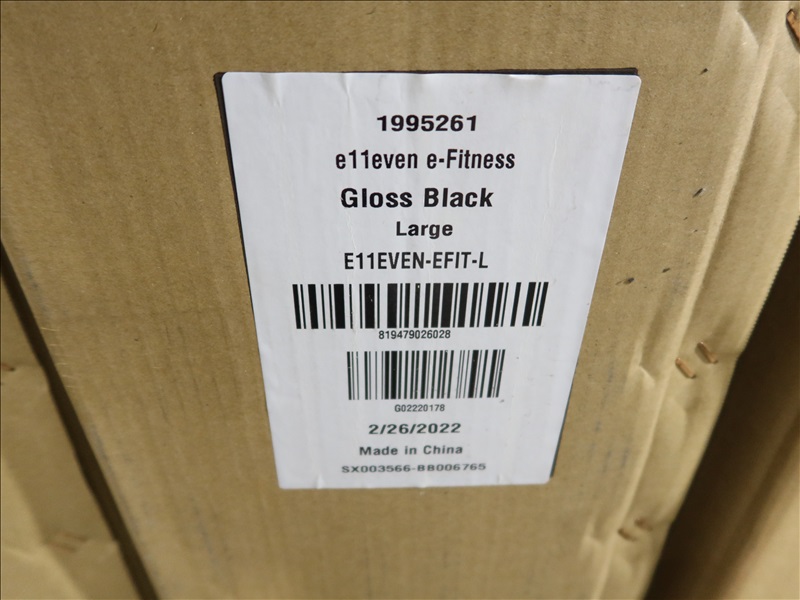 1995261
e11even e-Fitness
Gloss Black
Large
E11EVEN-EFIT-L
819479026028
G02220178
2/26/2022
Made in China
SX003566-BB006765